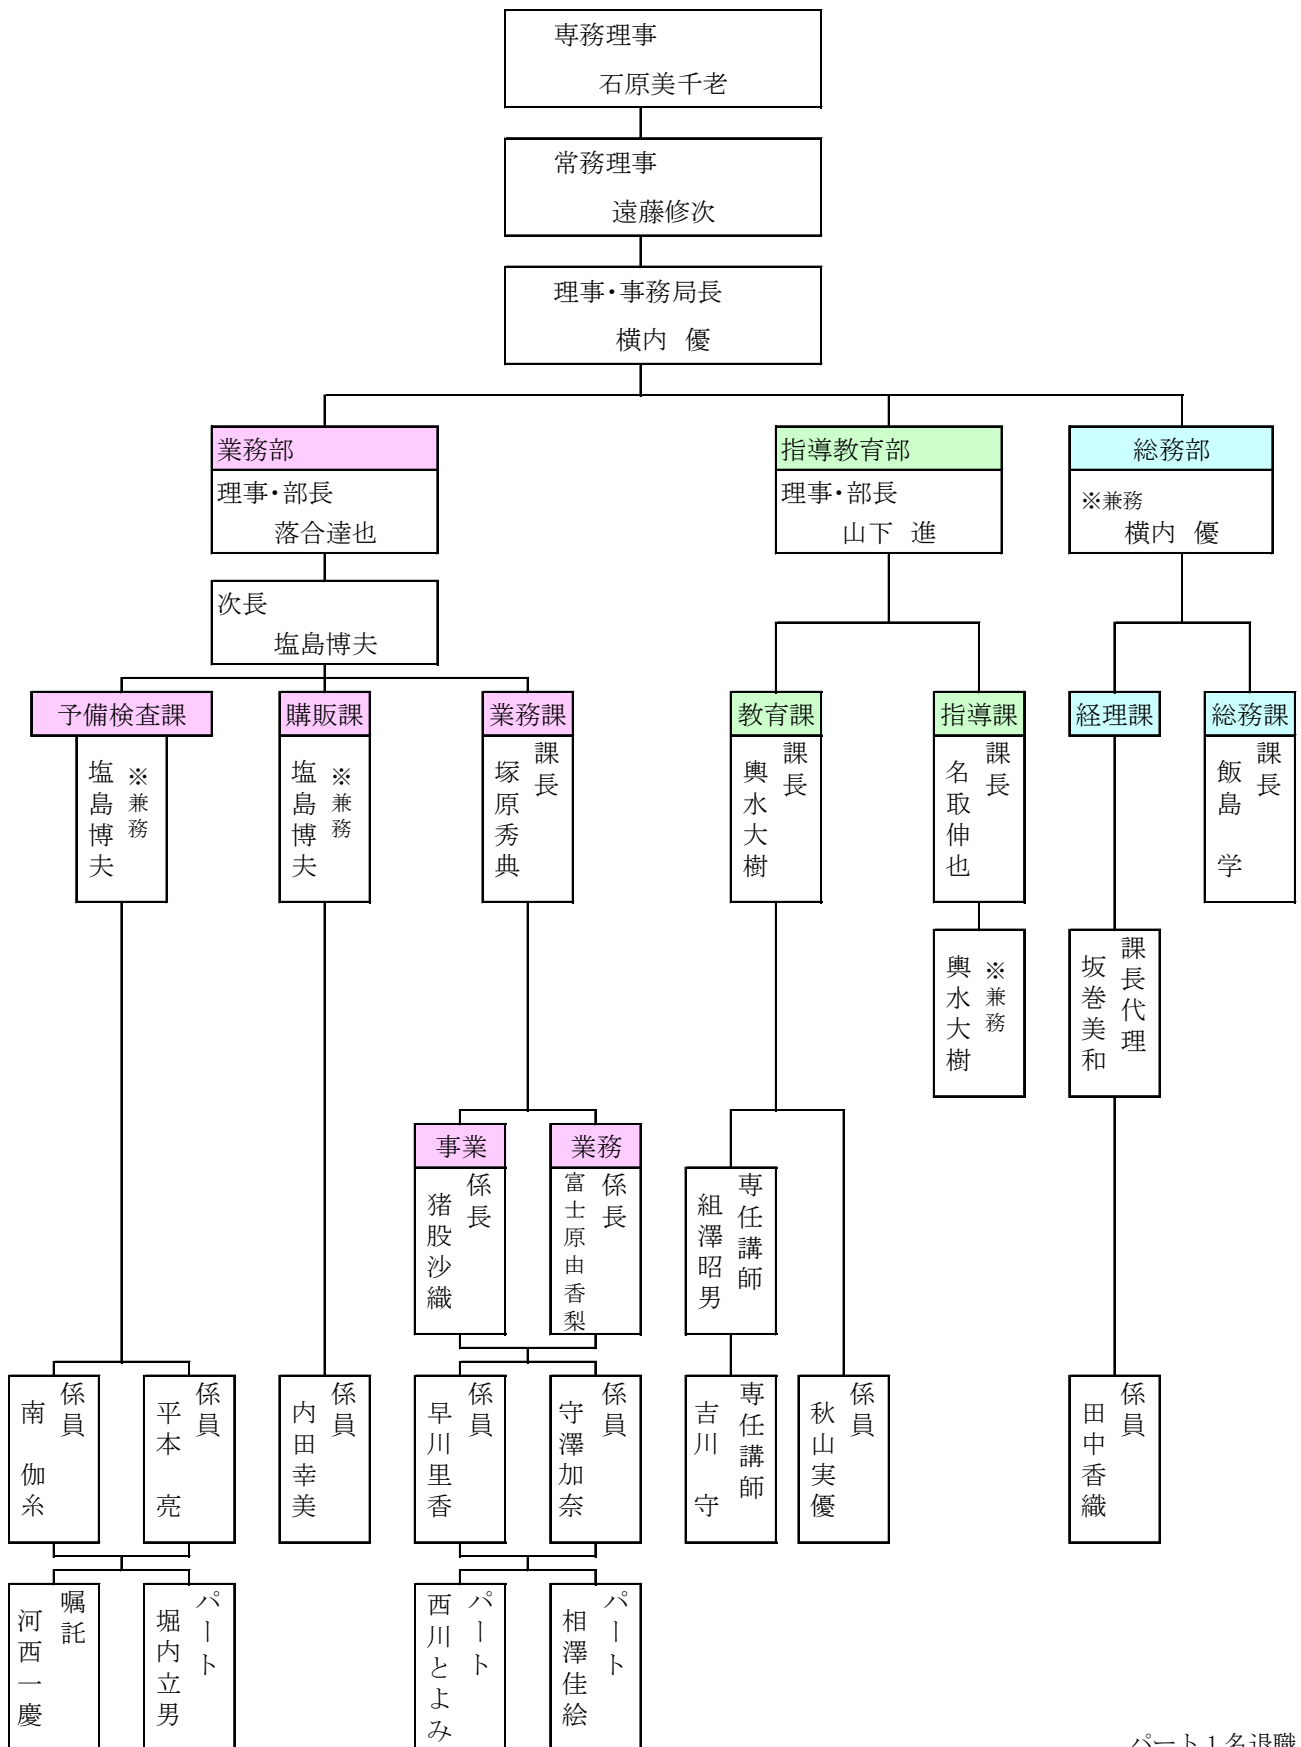 専務理事
石原美千老
常務理事
遠藤修次
理事・事務局長
横内 優
業務部
理事・部長
落合達也
指導教育部
理事・部長
山下 進
総務部
※兼務
横内 優
次長
塩島博夫
予備検査課
※兼務
塩島博夫
購販課
※兼務
塩島博夫
業務課
課長
塚原秀典
教育課
課長
輿水大樹
指導課
課長
名取伸也
経理課
総務課
課長
飯島 学
※兼務
輿水大樹
課長代理
坂巻美和
事業
係長
猪股沙織
業務
係長
富士原由香梨
専任講師
組澤昭男
係員
南 伽糸
係員
平本 亮
係員
内田幸美
係員
早川里香
係員
守澤加奈
専任講師
吉川 守
係員
秋山実優
係員
田中香織
嘱託
河西一慶
パート
堀内立男
パート
西川とよみ
パート
相澤佳絵
パート1名退職